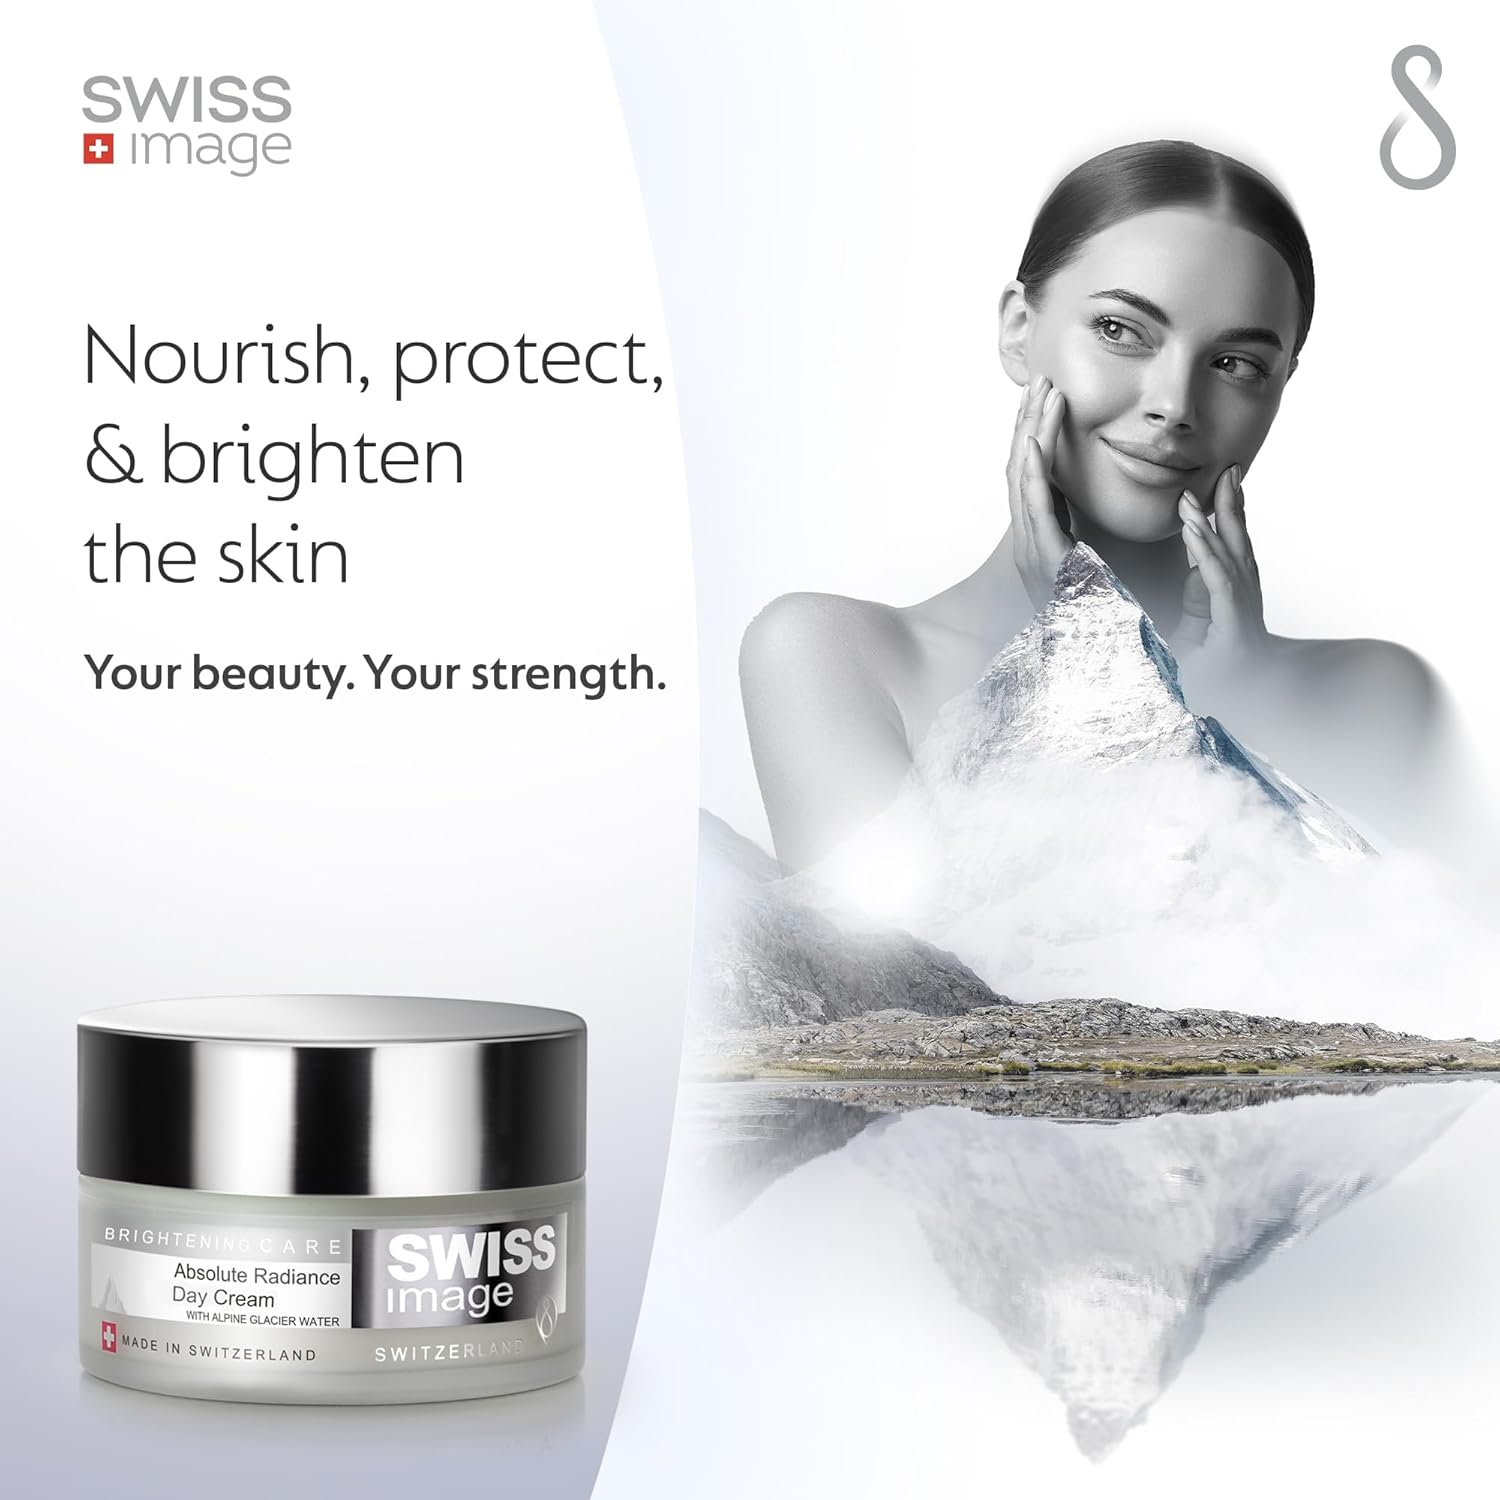 SWISS
image
Nourish, protect,
& brighten
the skin
Your beauty. Your strength.
BRIGHTENING CARE
Absolute Radiance
Day Cream
WITH ALPINE GLACIER WATER
MADE IN SWITZERLAND
SWISS
image
SWITZERLAND